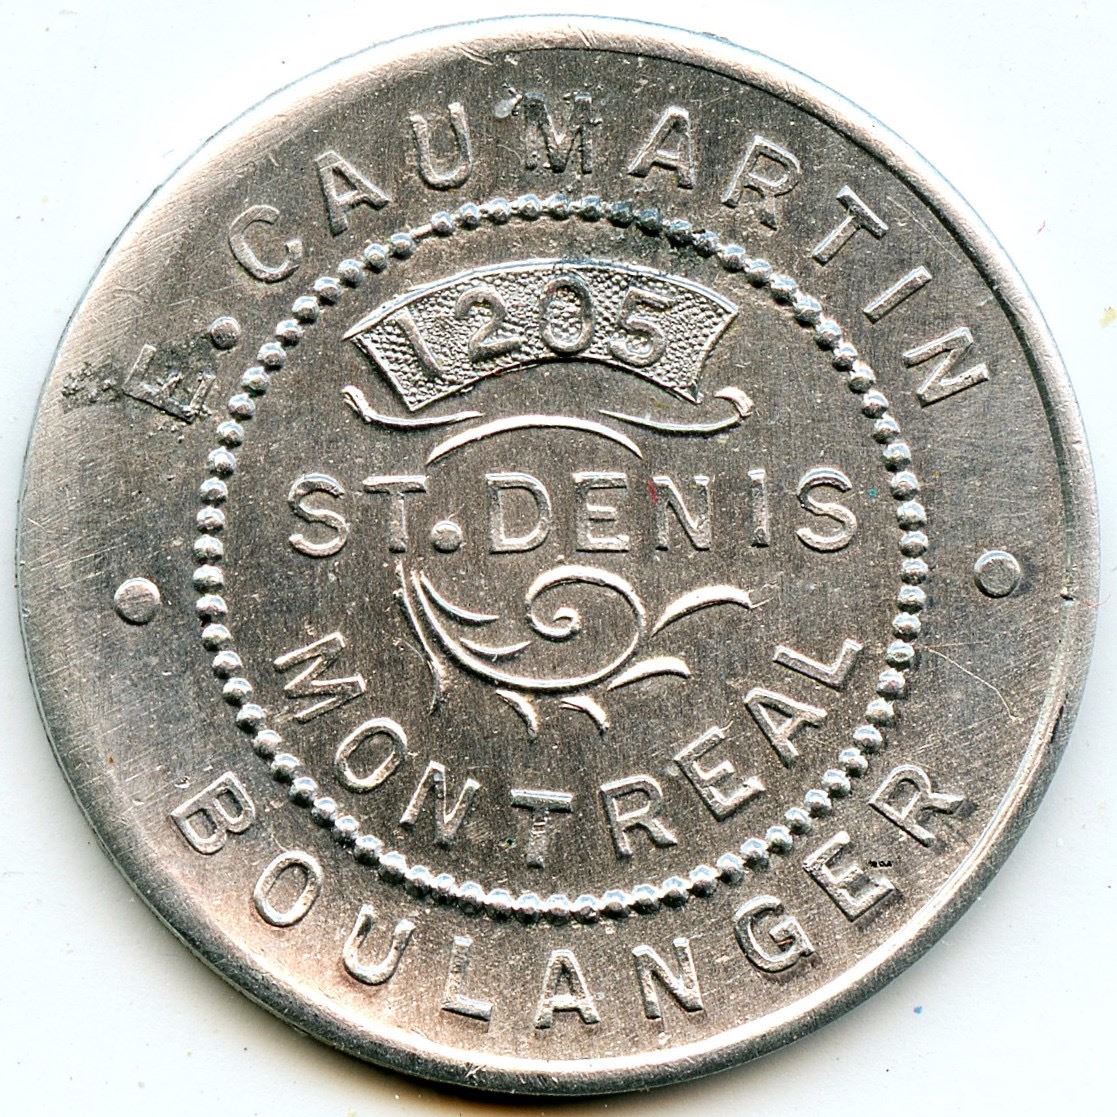 E. CAUMARTIN
1205
ST. DENIS
MONTREAL
BOULANGER